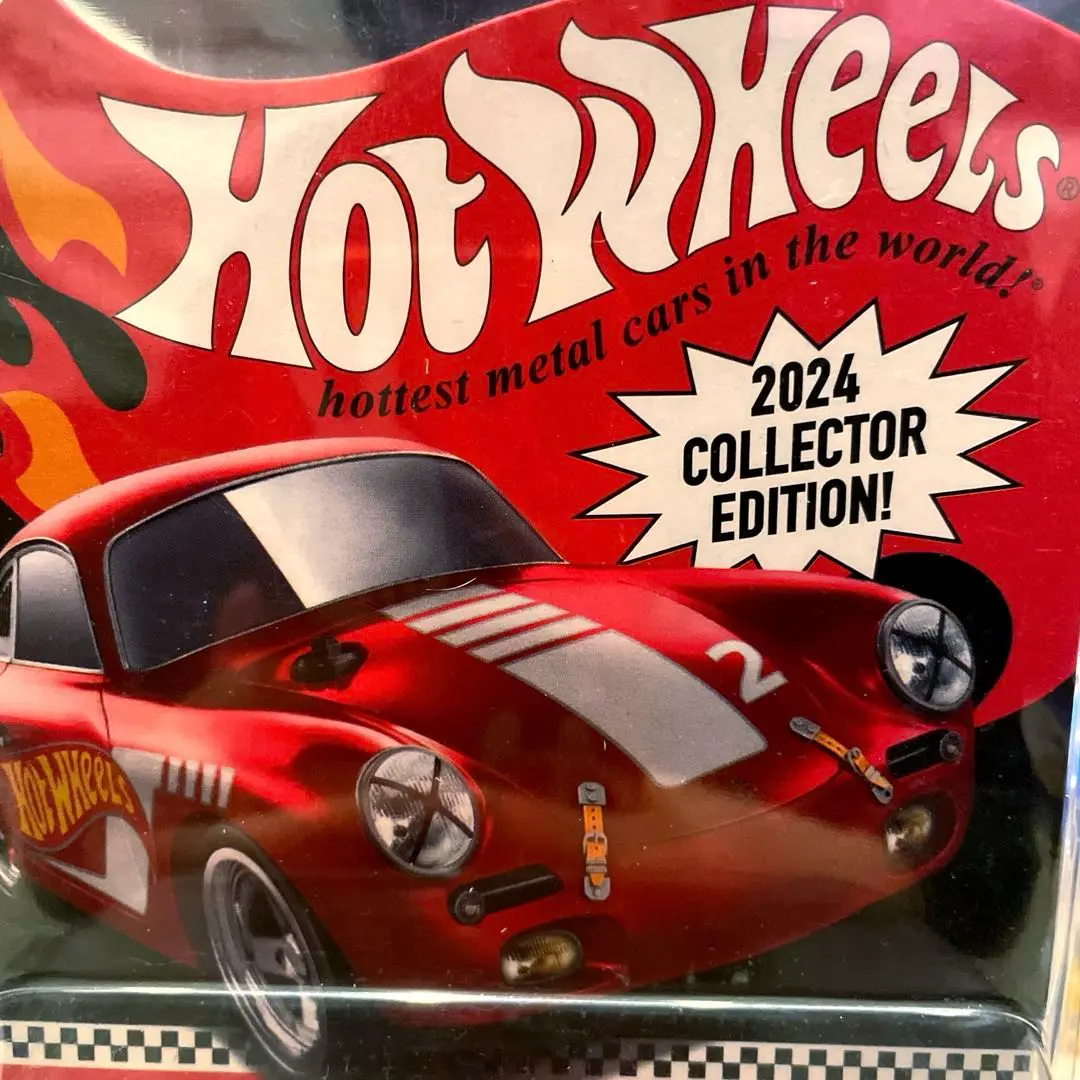 Hot Wheels®
hottest metal cars in the world!®
2024
COLLECTOR
EDITION!
2
Hot Wheels